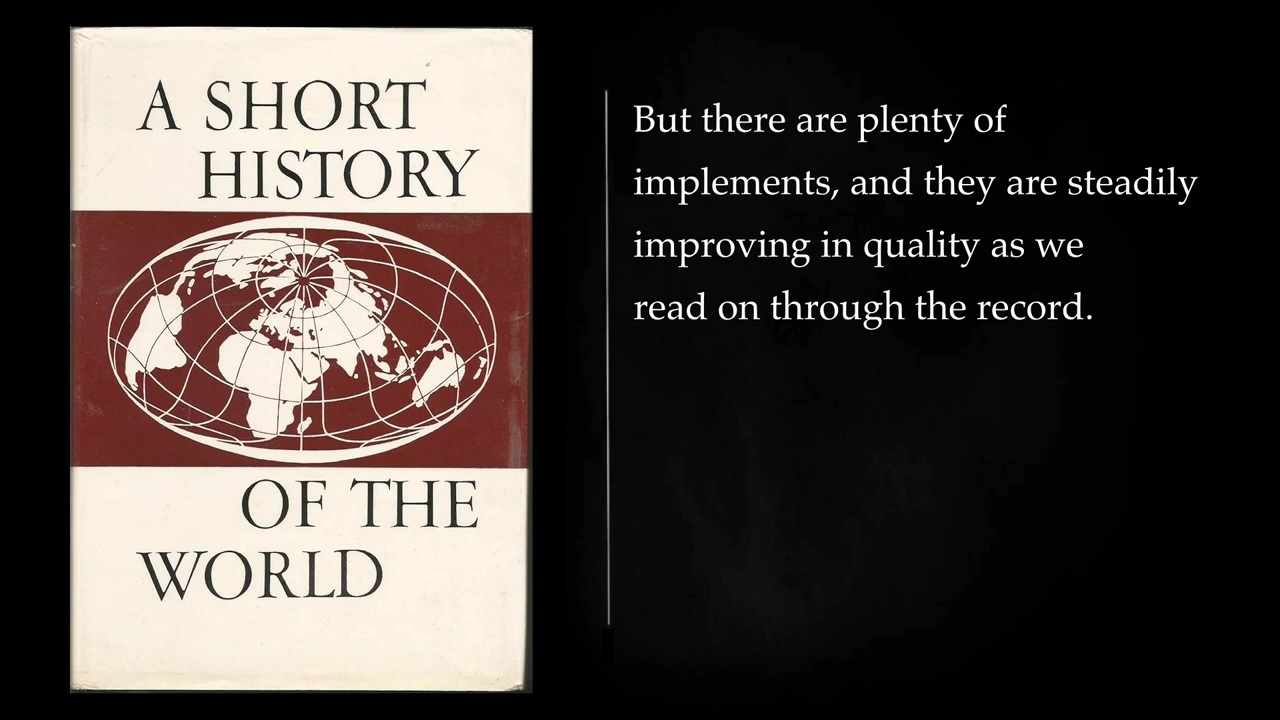 A SHORT
HISTORY
OF THE
WORLD
But there are plenty of
implements, and they are steadily
improving in quality as we
read on through the record.